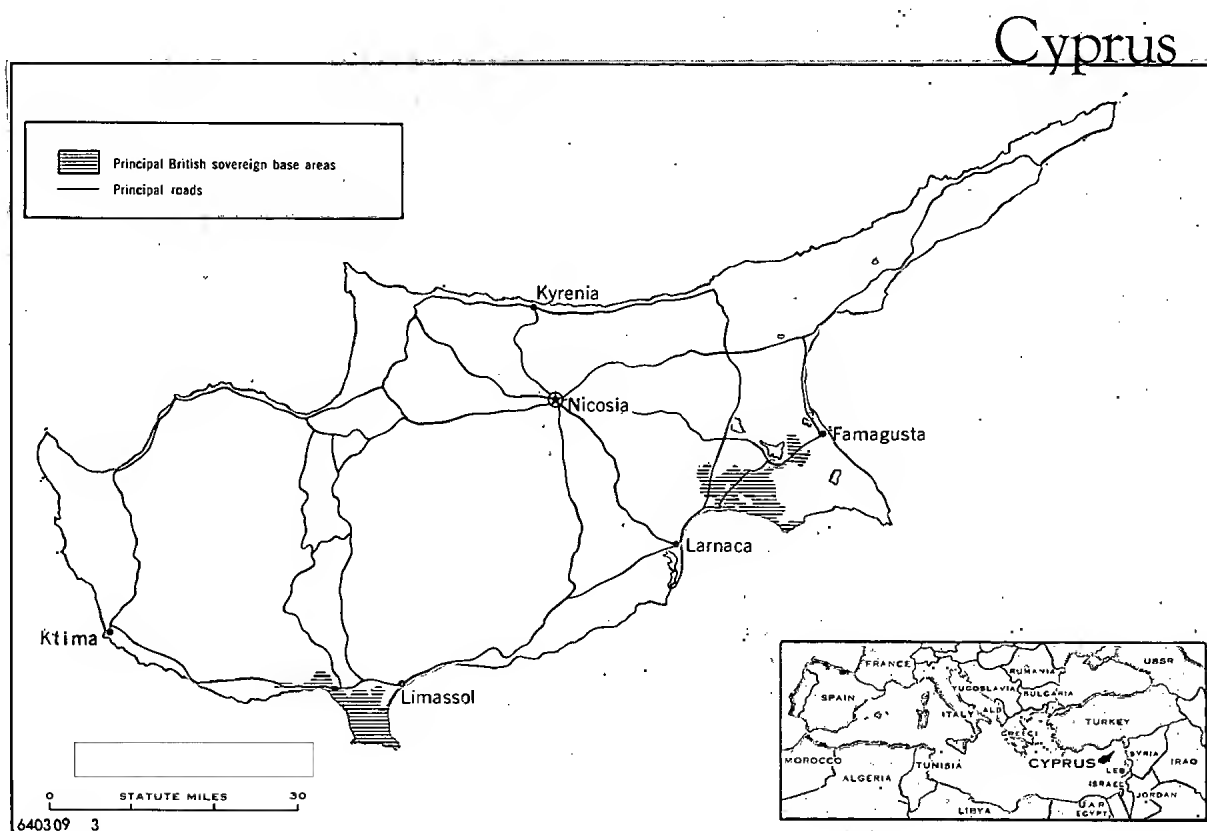 Cyprus
Principal British sovereign base areas
Principal roads
Kyrenia
Nicosia
Famagusta
Larnaca
Ktima
Limassol
0 STATUTE MILES 30
640309 3
FRANCE
RUMANIA
SPAIN
YUGOSLAVIA
BULGARIA
ITALY
ALB
GREECE
TURKEY
MOROCCO
ALGERIA
TUNISIA
CYPRUS
SYRIA
LEB
IRAQ
ISRAEL
JORDAN
LIBYA
U.A.R.
EGYPT